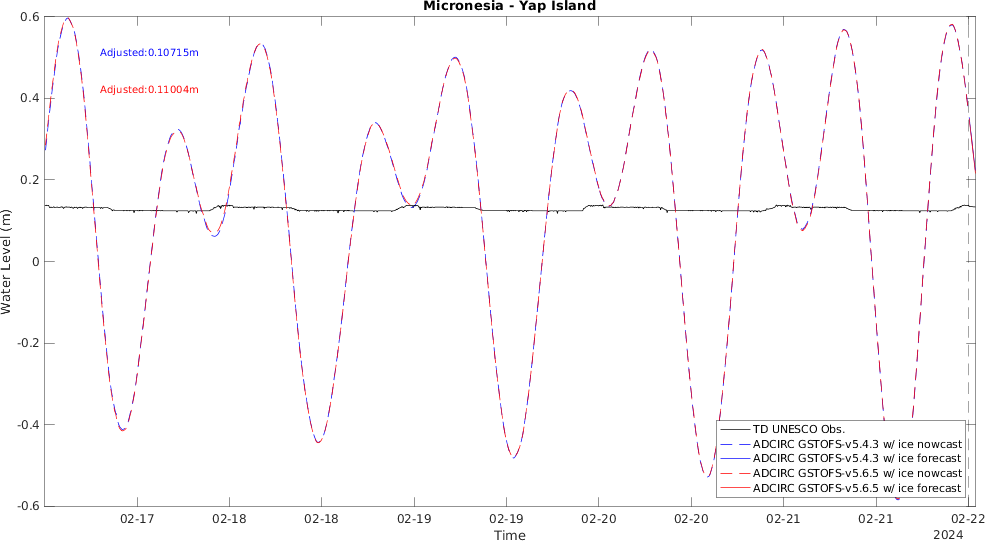 Micronesia - Yap Island
Adjusted:0.10715m
Adjusted:0.11004m
0.6
0.4
0.2
0
-0.2
-0.4
-0.6
Water Level (m)
TD UNESCO Obs.
ADCIRC GSTOFS-v5.4.3 w/ ice nowcast
ADCIRC GSTOFS-v5.4.3 w/ ice forecast
ADCIRC GSTOFS-v5.6.5 w/ ice nowcast
ADCIRC GSTOFS-v5.6.5 w/ ice forecast
02-17 02-18 02-18 02-19 02-19 02-20 02-20 02-21 02-21 02-22
Time
2024